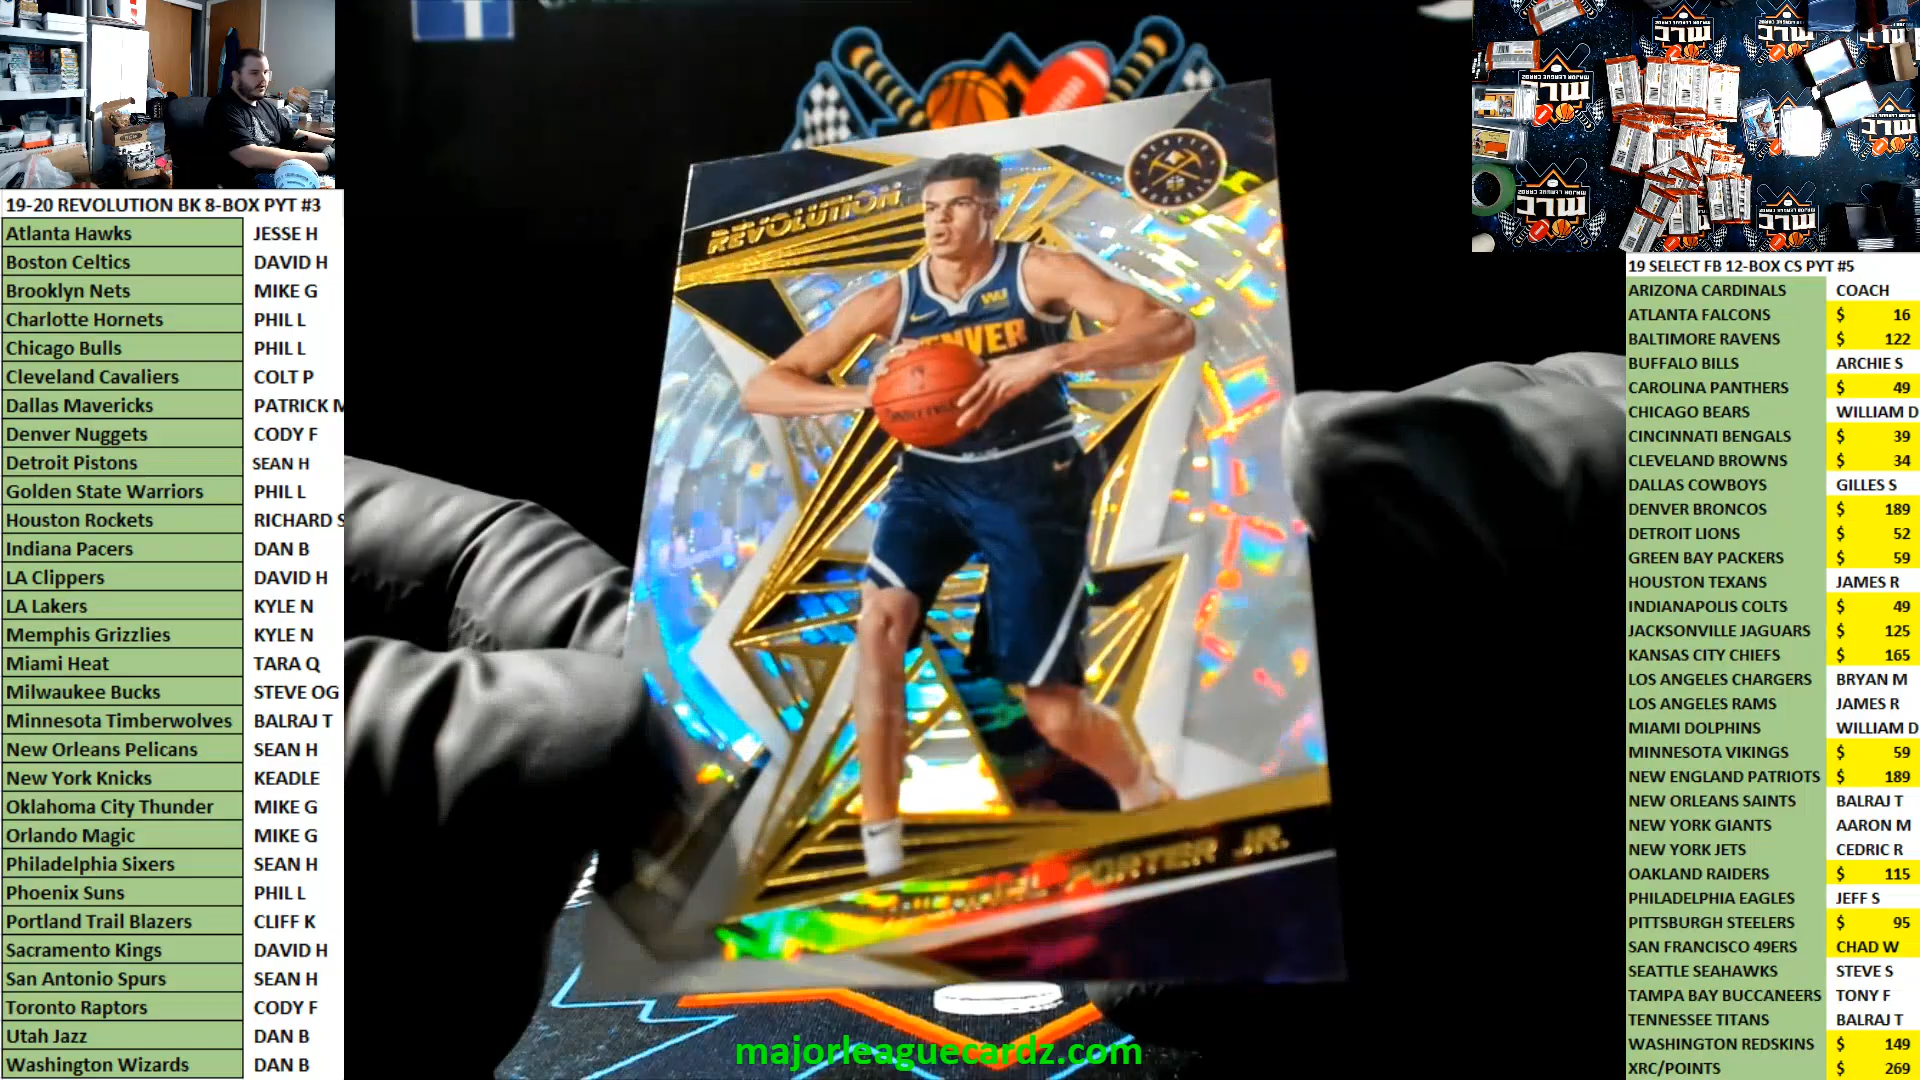 19-20 REVOLUTION BK 8-BOX PYT #3
Atlanta Hawks JESSE H
Boston Celtics DAVID H
Brooklyn Nets MIKE G
Charlotte Hornets PHIL L
Chicago Bulls PHIL L
Cleveland Cavaliers COLT P
Dallas Mavericks PATRICK M
Denver Nuggets CODY F
Detroit Pistons SEAN H
Golden State Warriors PHIL L
Houston Rockets RICHARD S
Indiana Pacers DAN B
LA Clippers DAVID H
LA Lakers KYLE N
Memphis Grizzlies KYLE N
Miami Heat TARA Q
Milwaukee Bucks STEVE OG
Minnesota Timberwolves BALRAJ T
New Orleans Pelicans SEAN H
New York Knicks KEADLE
Oklahoma City Thunder MIKE G
Orlando Magic MIKE G
Philadelphia Sixers SEAN H
Phoenix Suns PHIL L
Portland Trail Blazers CLIFF K
Sacramento Kings DAVID H
San Antonio Spurs SEAN H
Toronto Raptors CODY F
Utah Jazz DAN B
Washington Wizards DAN B
REVOLUTION
DENVER
PORTER JR.
majorleaguecardz.com
19 SELECT FB 12-BOX CS PYT #5
ARIZONA CARDINALS COACH
ATLANTA FALCONS $ 16
BALTIMORE RAVENS $ 122
BUFFALO BILLS ARCHIE S
CAROLINA PANTHERS $ 49
CHICAGO BEARS WILLIAM D
CINCINNATI BENGALS $ 39
CLEVELAND BROWNS $ 34
DALLAS COWBOYS GILLES S
DENVER BRONCOS $ 189
DETROIT LIONS $ 52
GREEN BAY PACKERS $ 59
HOUSTON TEXANS JAMES R
INDIANAPOLIS COLTS $ 49
JACKSONVILLE JAGUARS $ 125
KANSAS CITY CHIEFS $ 165
LOS ANGELES CHARGERS BRYAN M
LOS ANGELES RAMS JAMES R
MIAMI DOLPHINS WILLIAM D
MINNESOTA VIKINGS $ 59
NEW ENGLAND PATRIOTS $ 189
NEW ORLEANS SAINTS BALRAJ T
NEW YORK GIANTS AARON M
NEW YORK JETS CEDRIC R
OAKLAND RAIDERS $ 115
PHILADELPHIA EAGLES JEFF S
PITTSBURGH STEELERS $ 95
SAN FRANCISCO 49ERS CHAD W
SEATTLE SEAHAWKS STEVE S
TAMPA BAY BUCCANEERS TONY F
TENNESSEE TITANS BALRAJ T
WASHINGTON REDSKINS $ 149
XRC/POINTS $ 269